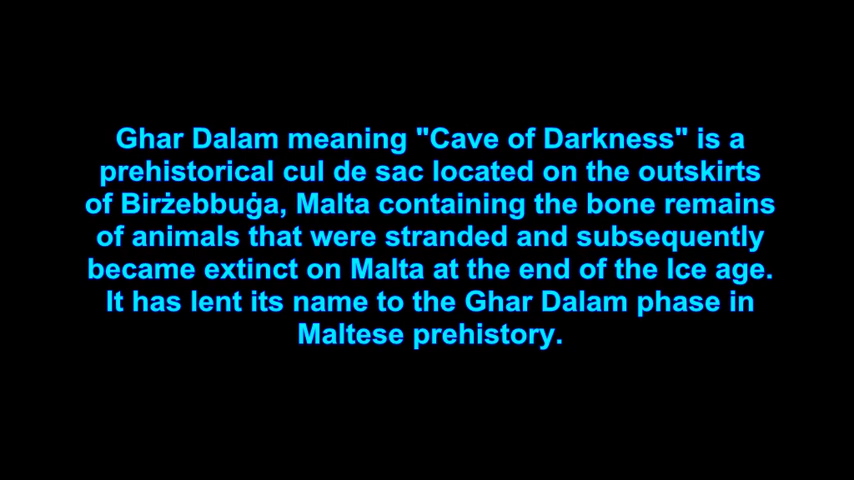 Ghar Dalam meaning "Cave of Darkness" is a
prehistorical cul de sac located on the outskirts
of Birżebbuġa, Malta containing the bone remains
of animals that were stranded and subsequently
became extinct on Malta at the end of the Ice age.
It has lent its name to the Ghar Dalam phase in
Maltese prehistory.